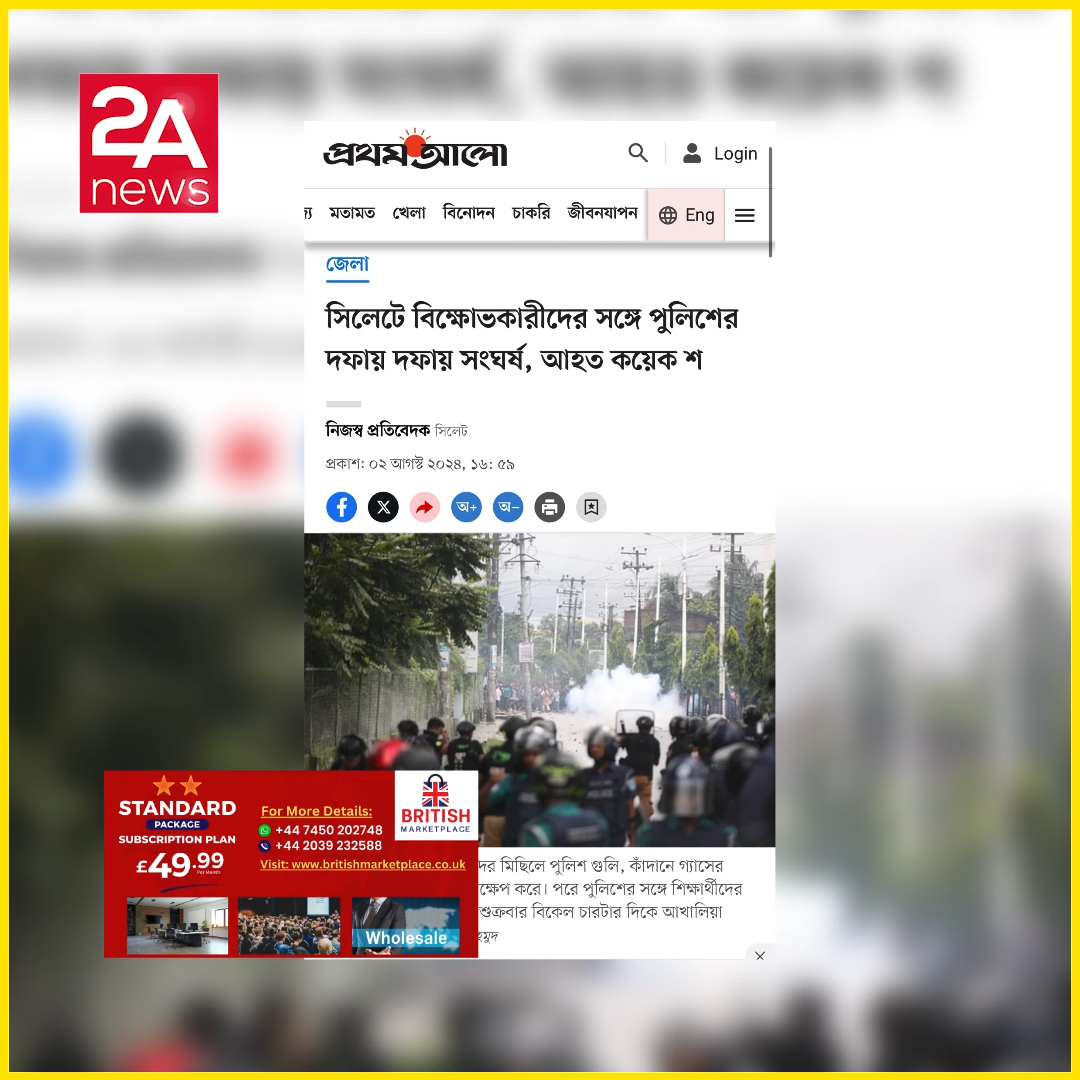 2A
news
প্রথম আলো
Login
মতামত খেলা বিনোদন চাকরি জীবনযাপন Eng
জেলা
সিলেটে বিক্ষোভকারীদের সঙ্গে পুলিশের
দফায় দফায় সংঘর্ষ, আহত কয়েক শ
নিজস্ব প্রতিবেদক সিলেট
প্রকাশ: ০২ আগস্ট ২০২৪, ১৬: ৫৯
অ+ অ−
STANDARD
PACKAGE
SUBSCRIPTION PLAN
£49.99
Per Month
For More Details:
+44 7450 202748
+44 2039 232588
Visit: www.britishmarketplace.co.uk
BRITISH
MARKETPLACE
Wholesale
মিছিলে পুলিশ গুলি, কাঁদানে গ্যাসের
করে। পরে পুলিশের সঙ্গে শিক্ষার্থীদের
শুক্রবার বিকেল চারটার দিকে আখালিয়া